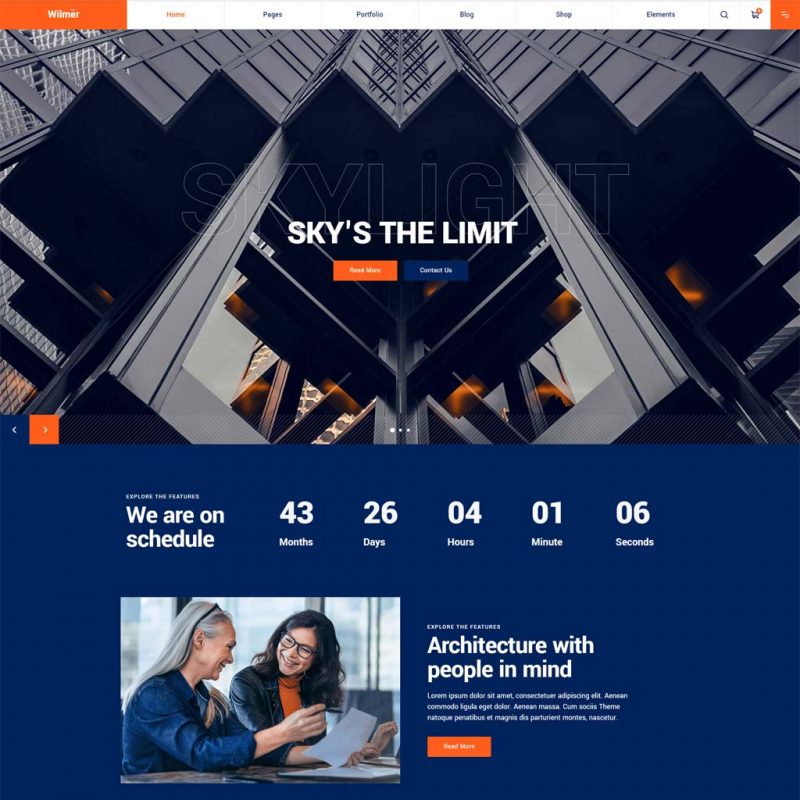 Wilmër
Home
Pages
Portfolio
Blog
Shop
Elements
SKYLIGHT
SKY'S THE LIMIT
Read More
Contact Us
EXPLORE THE FEATURES
We are on
schedule
43
Months
26
Days
04
Hours
01
Minute
06
Seconds
EXPLORE THE FEATURES
Architecture with
people in mind
Lorem ipsum dolor sit amet, consectetuer adipiscing elit. Aenean
commodo ligula eget dolor. Aenean massa. Cum sociis Theme
natoque penatibus et magnis dis parturient montes, nascetur.
Read More